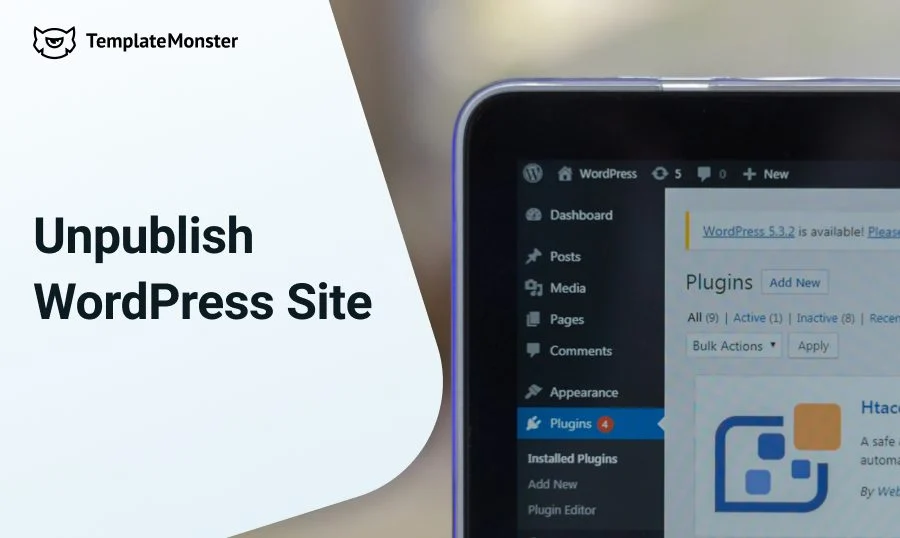 TemplateMonster
Unpublish
WordPress Site
WordPress 5 0 New
Dashboard
Posts
Media
Pages
Comments
Appearance
Plugins 4
Installed Plugins
Add New
Plugin Editor
WordPress 5.3.2 is available! Please
Plugins Add New
All (9) | Active (1) | Inactive (8) | Recen
Bulk Actions Apply
Htac
A safe
automa
By Web